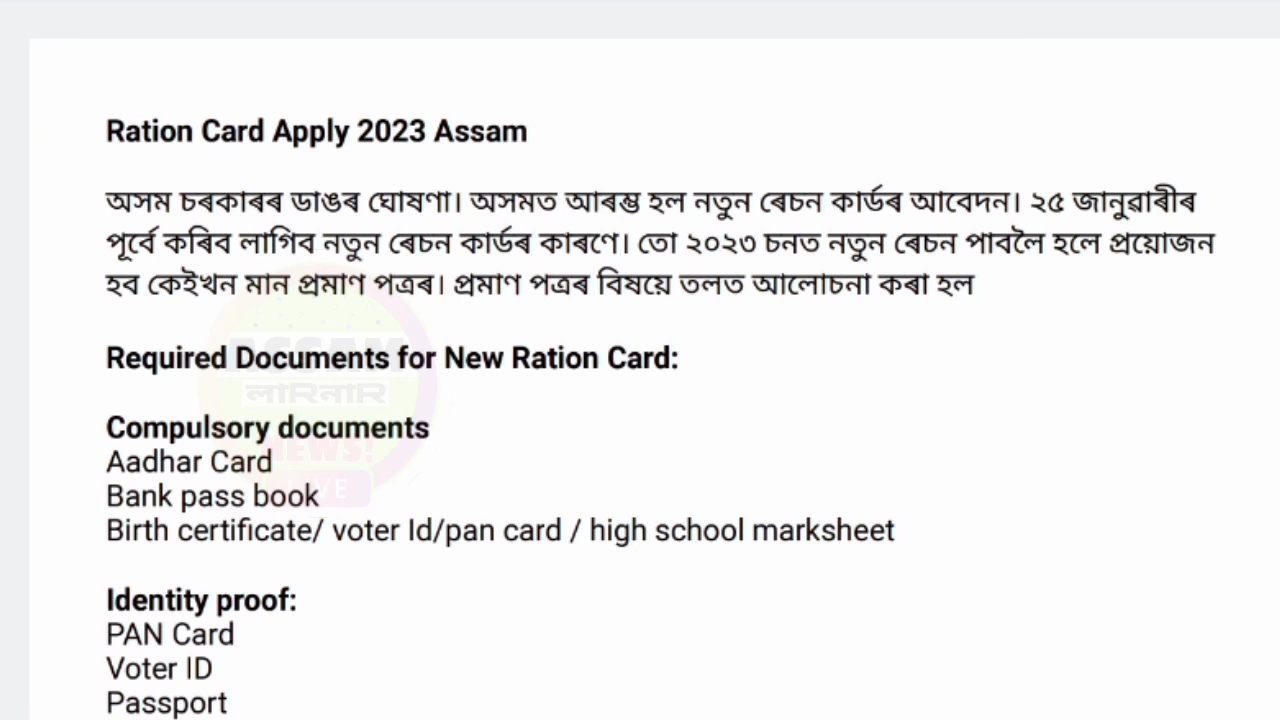 Ration Card Apply 2023 Assam
অসম চৰকাৰৰ ডাঙৰ ঘোষণা। অসমত আৰম্ভ হল নতুন ৰেচন কাৰ্ডৰ আবেদন। ২৫ জানুৱাৰীৰ
পূৰ্বে কৰিব লাগিব নতুন ৰেচন কাৰ্ডৰ কাৰণে। তো ২০২৩ চনত নতুন ৰেচন পাবলৈ হলে প্ৰয়োজন
হব কেইখন মান প্ৰমাণ পত্ৰৰ। প্ৰমাণ পত্ৰৰ বিষয়ে তলত আলোচনা কৰা হল
Required Documents for New Ration Card:
ASSAM
Compulsory documents
NEWS!
Aadhar Card
LIVE
Bank pass book
Birth certificate/ voter Id/pan card / high school marksheet
Identity proof:
PAN Card
Voter ID
Passport